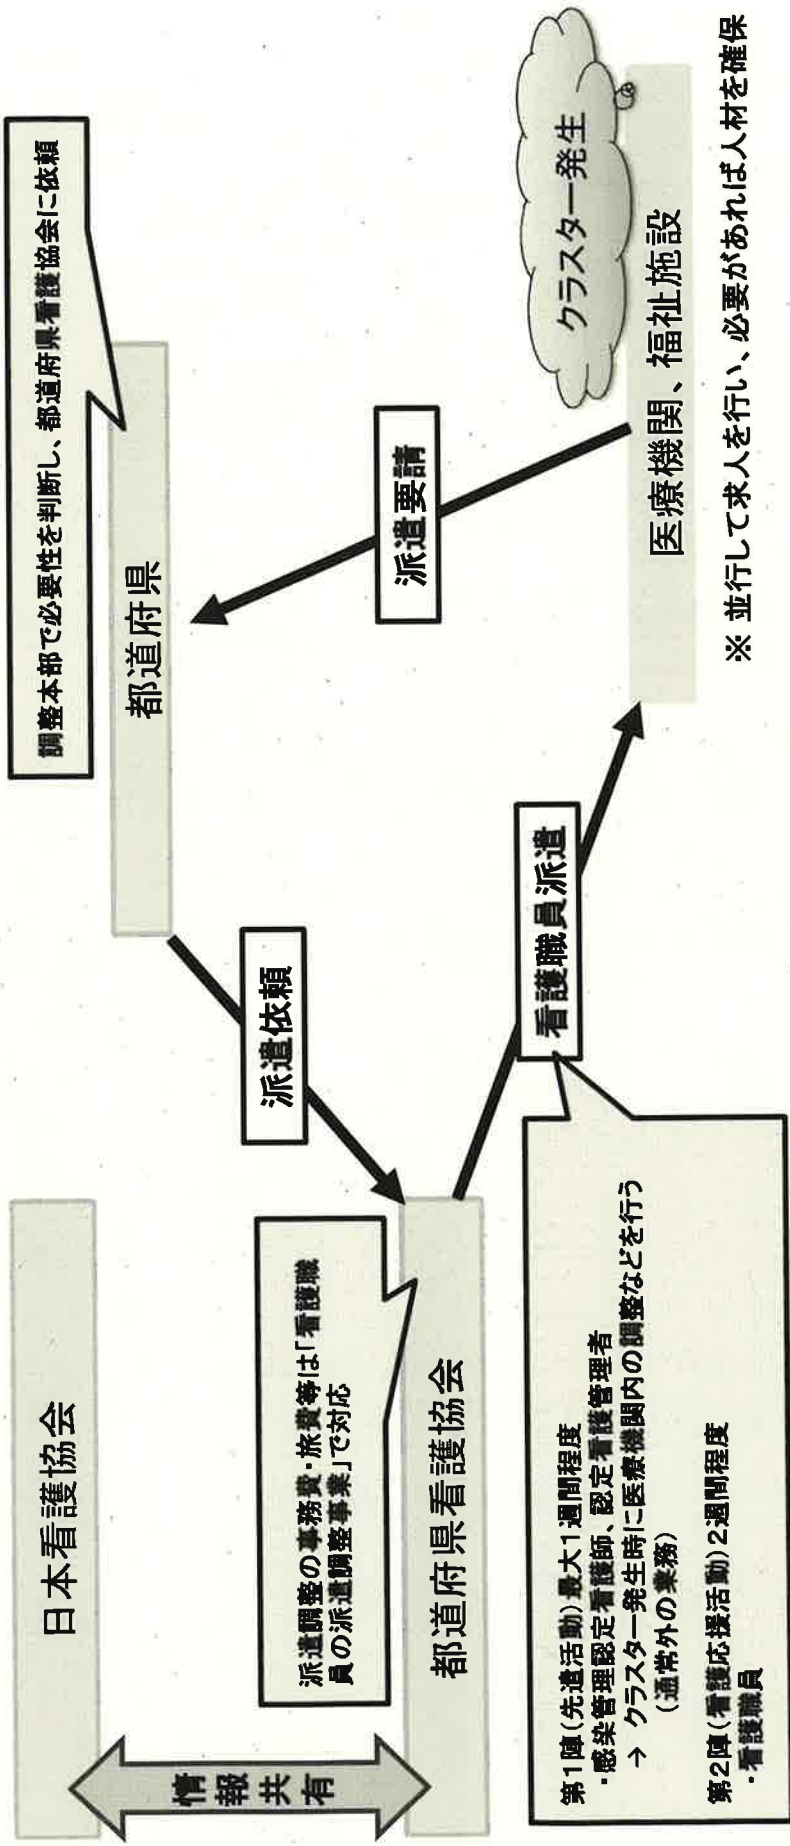 日本看護協会
情報共有
派遣調整の事務費・旅費等は「看護職
員の派遣調整事業」で対応
都道府県看護協会
調整本部で必要性を判断し、都道府県看護協会に依頼
都道府県
派遣依頼
派遣要請
看護職員派遣
クラスター発生
医療機関、福祉施設
※ 並行して求人を行い、必要があれば人材を確保
第1陣(先遣活動)最大1週間程度
・感染管理認定看護師、認定看護管理者
→ クラスター発生時に医療機関内の調整などを行う
(通常外の業務)
第2陣(看護応援活動)2週間程度
・看護職員